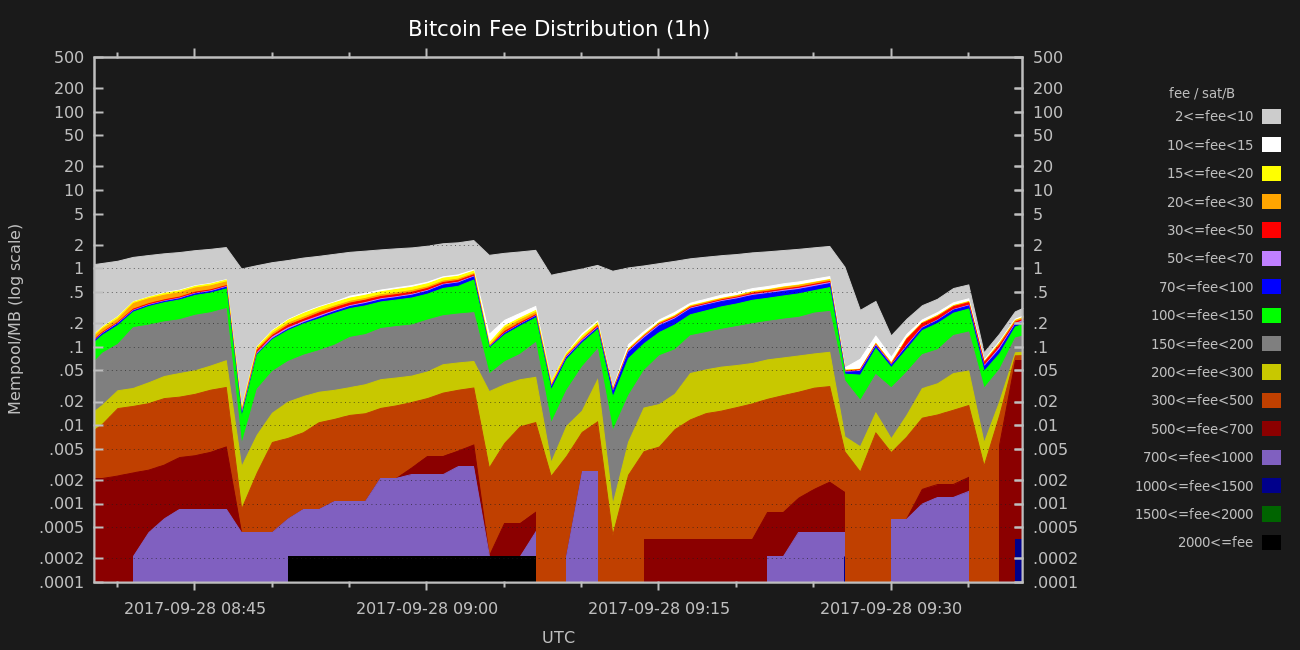 Bitcoin Fee Distribution (1h)
500
200
100
50
20
10
5
2
1
.5
.2
.1
.05
.02
.01
.005
.002
.001
.0005
.0002
.0001
Mempool/MB (log scale)
500
200
100
50
20
10
5
2
1
.5
.2
.1
.05
.02
.01
.005
.002
.001
.0005
.0002
.0001
2017-09-28 08:45
2017-09-28 09:00
2017-09-28 09:15
2017-09-28 09:30
UTC
fee / sat/B
2<=fee<10
10<=fee<15
15<=fee<20
20<=fee<30
30<=fee<50
50<=fee<70
70<=fee<100
100<=fee<150
150<=fee<200
200<=fee<300
300<=fee<500
500<=fee<700
700<=fee<1000
1000<=fee<1500
1500<=fee<2000
2000<=fee